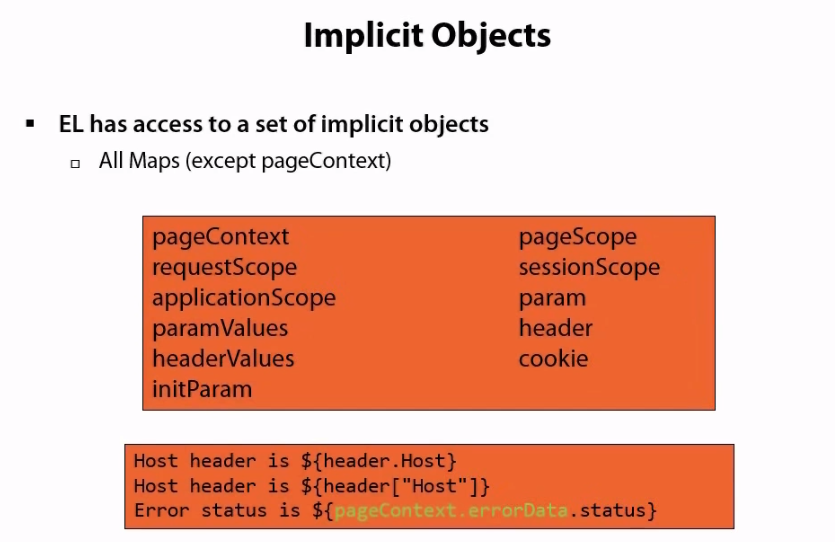 Implicit Objects
▪ EL has access to a set of implicit objects
▫ All Maps (except pageContext)
pageContext pageScope
requestScope sessionScope
applicationScope param
paramValues header
headerValues cookie
initParam
Host header is ${header.Host}
Host header is ${header["Host"]}
Error status is ${pageContext.errorData.status}